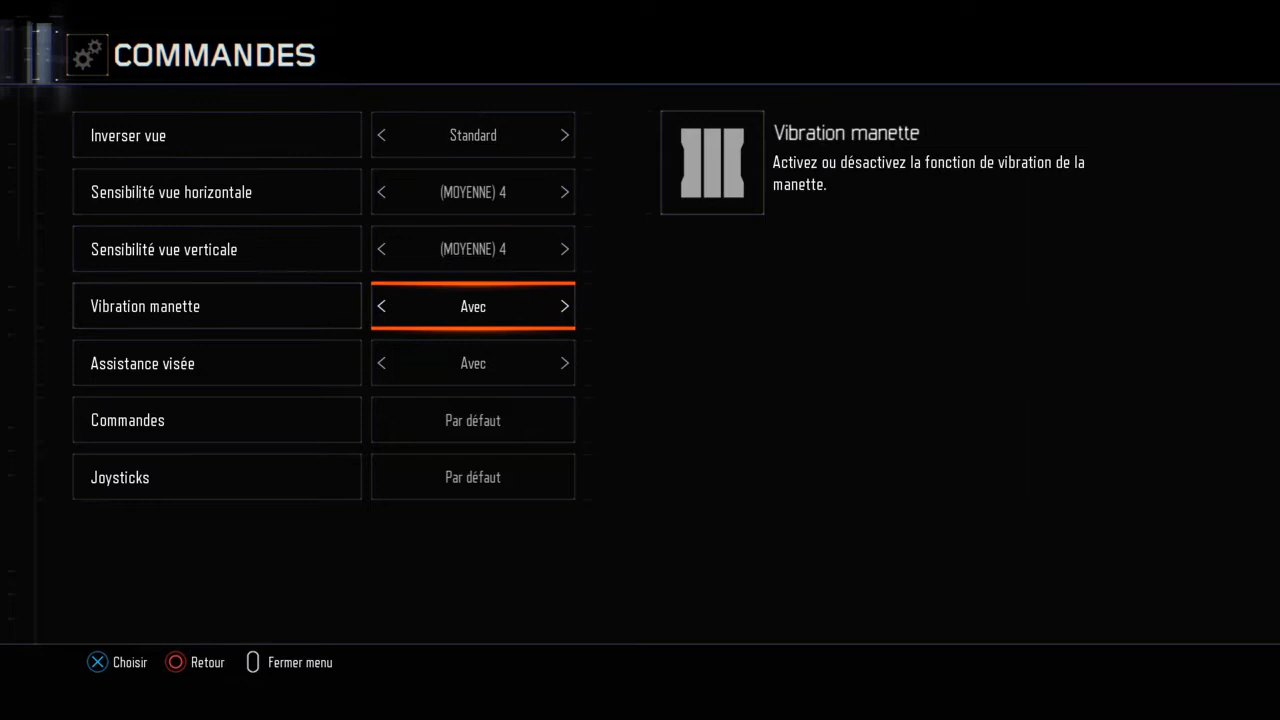 COMMANDES
Inverser vue
Standard
Sensibilité vue horizontale
(MOYENNE) 4
Sensibilité vue verticale
(MOYENNE) 4
Vibration manette
Avec
Assistance visée
Avec
Commandes
Par défaut
Joysticks
Par défaut
Vibration manette
Activez ou désactivez la fonction de vibration de la
manette.
Choisir
Retour
Fermer menu